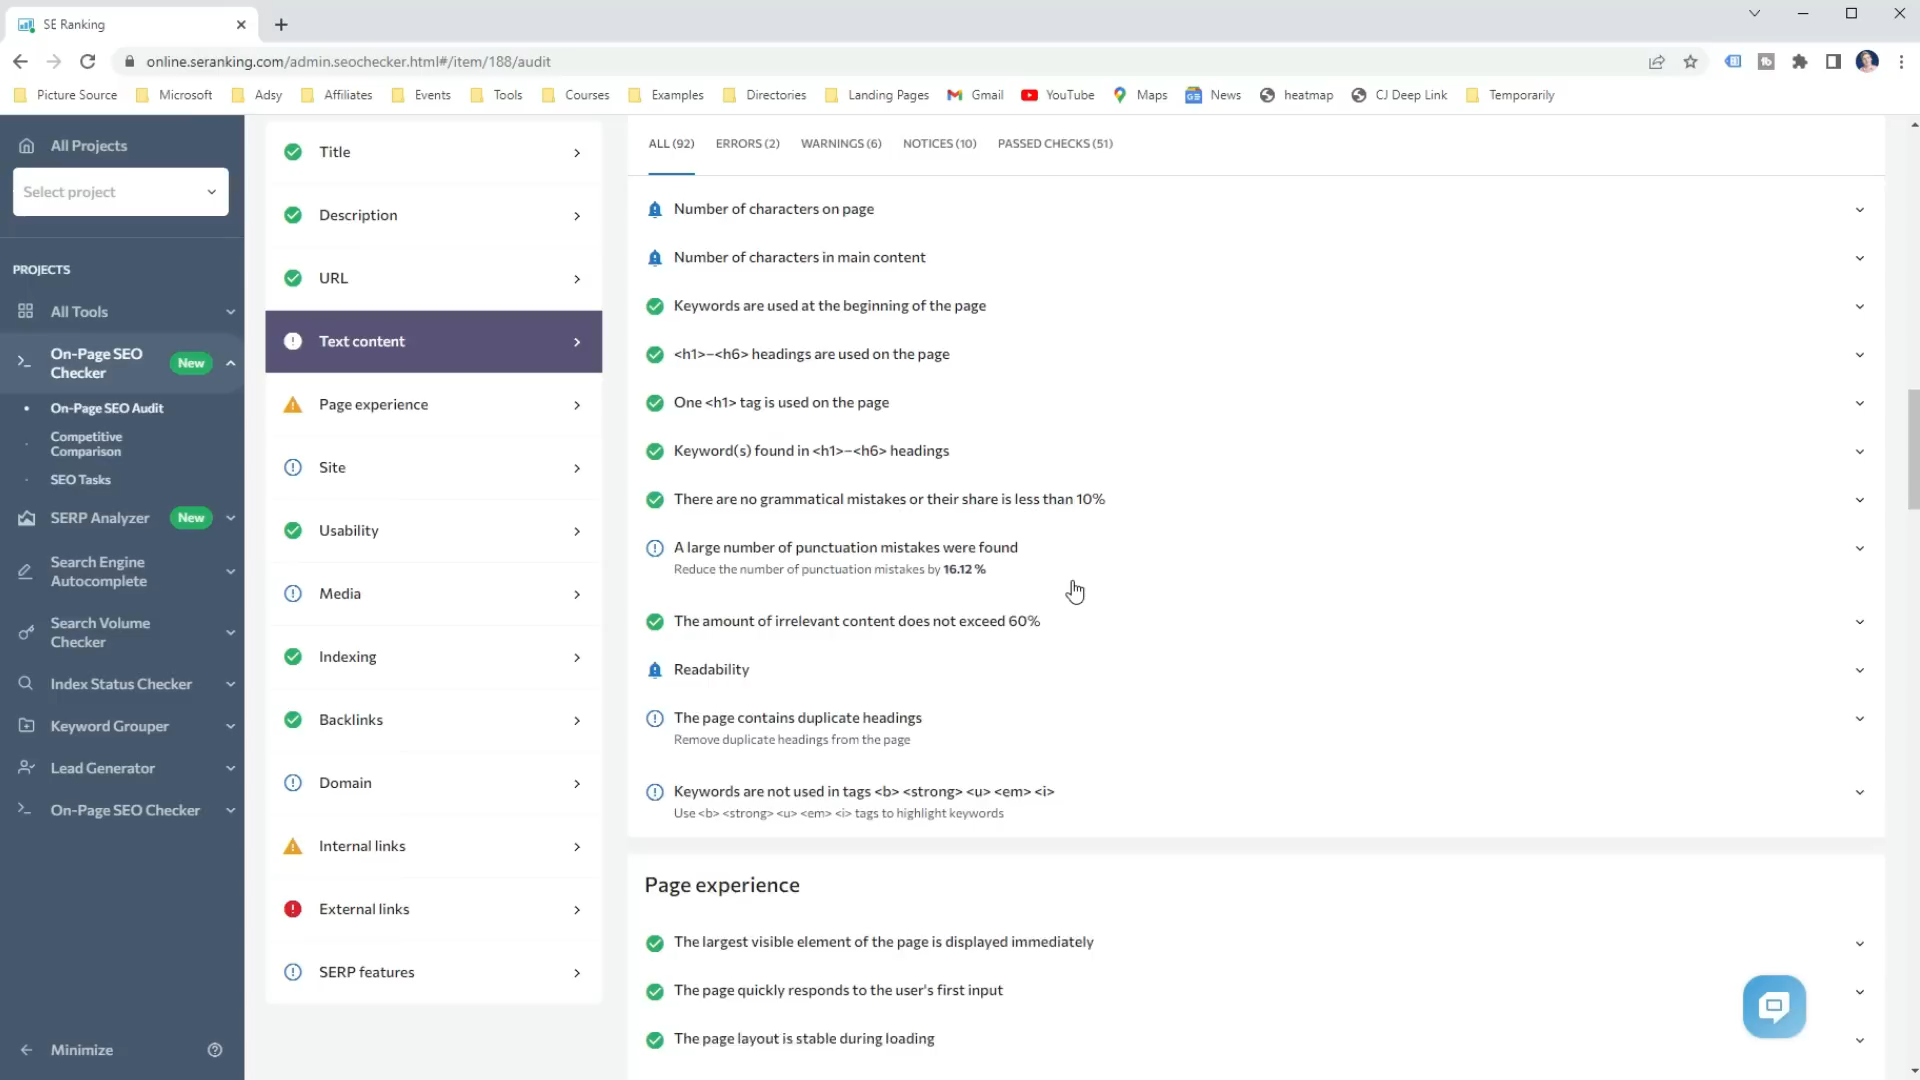 SE Ranking
online.seranking.com/admin.seochecker.html#/item/188/audit
Picture Source
Microsoft
Adsy
Affiliates
Events
Tools
Courses
Examples
Directories
Landing Pages
Gmail
YouTube
Maps
News
heatmap
CJ Deep Link
Temporarily
All Projects
Select project
PROJECTS
All Tools
On-Page SEO
Checker
New
On-Page SEO Audit
Competitive
Comparison
SEO Tasks
SERP Analyzer
New
Search Engine
Autocomplete
Search Volume
Checker
Index Status Checker
Keyword Grouper
Lead Generator
On-Page SEO Checker
Minimize
Title
Description
URL
Text content
Page experience
Site
Usability
Media
Indexing
Backlinks
Domain
Internal links
External links
SERP features
ALL (92)
ERRORS (2)
WARNINGS (6)
NOTICES (10)
PASSED CHECKS (51)
Number of characters on page
Number of characters in main content
Keywords are used at the beginning of the page
<h1>–<h6> headings are used on the page
One <h1> tag is used on the page
Keyword(s) found in <h1>–<h6> headings
There are no grammatical mistakes or their share is less than 10%
A large number of punctuation mistakes were found
Reduce the number of punctuation mistakes by 16.12 %
The amount of irrelevant content does not exceed 60%
Readability
The page contains duplicate headings
Remove duplicate headings from the page
Keywords are not used in tags <b> <strong> <u> <em> <i>
Use <b> <strong> <u> <em> <i> tags to highlight keywords
Page experience
The largest visible element of the page is displayed immediately
The page quickly responds to the user's first input
The page layout is stable during loading